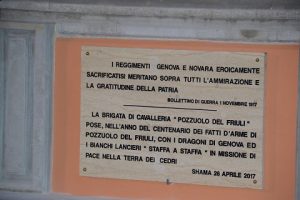 I REGGIMENTI GENOVA E NOVARA EROICAMENTE
SACRIFICATISI MERITANO SOPRA TUTTI L'AMMIRAZIONE E
LA GRATITUDINE DELLA PATRIA
BOLLETTINO DI GUERRA 1 NOVEMBRE 1917
LA BRIGATA DI CAVALLERIA "POZZUOLO DEL FRIULI"
POSE, NELL'ANNO DEL CENTENARIO DEI FATTI D'ARME DI
POZZUOLO DEL FRIULI, CON I DRAGONI DI GENOVA ED
I BIANCHI LANCIERI "STAFFA A STAFFA" IN MISSIONE DI
PACE NELLA TERRA DEI CEDRI
SHAMA 26 APRILE 2017